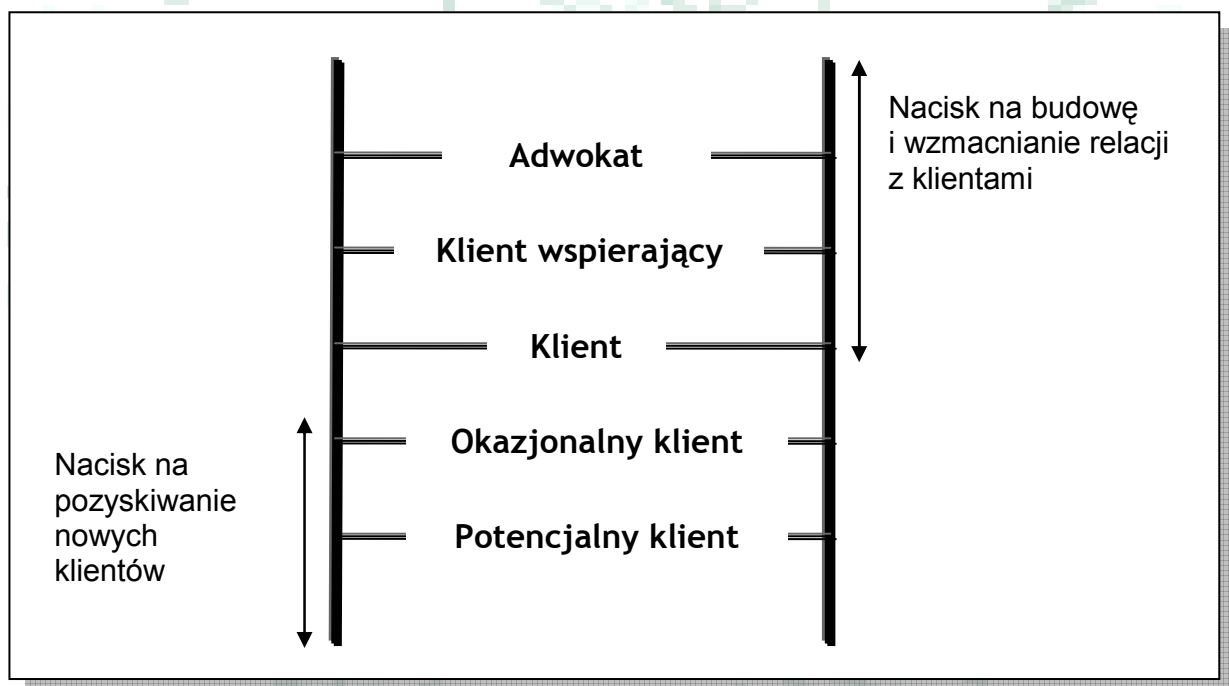 Nacisk na budowę
i wzmacnianie relacji
z klientami
Adwokat
Klient wspierający
Klient
Okazjonalny klient
Potencjalny klient
Nacisk na
pozyskiwanie
nowych
klientów